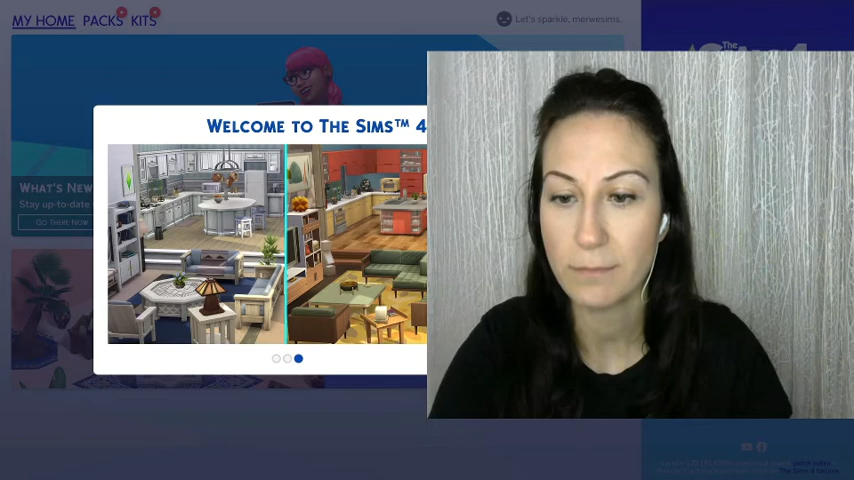 MY HOME PACKS KITS
Let's sparkle, merwesims.
The
WELCOME TO THE SIMS™ 4
WHAT'S NEW
Stay up-to-date
GO THERE NOW